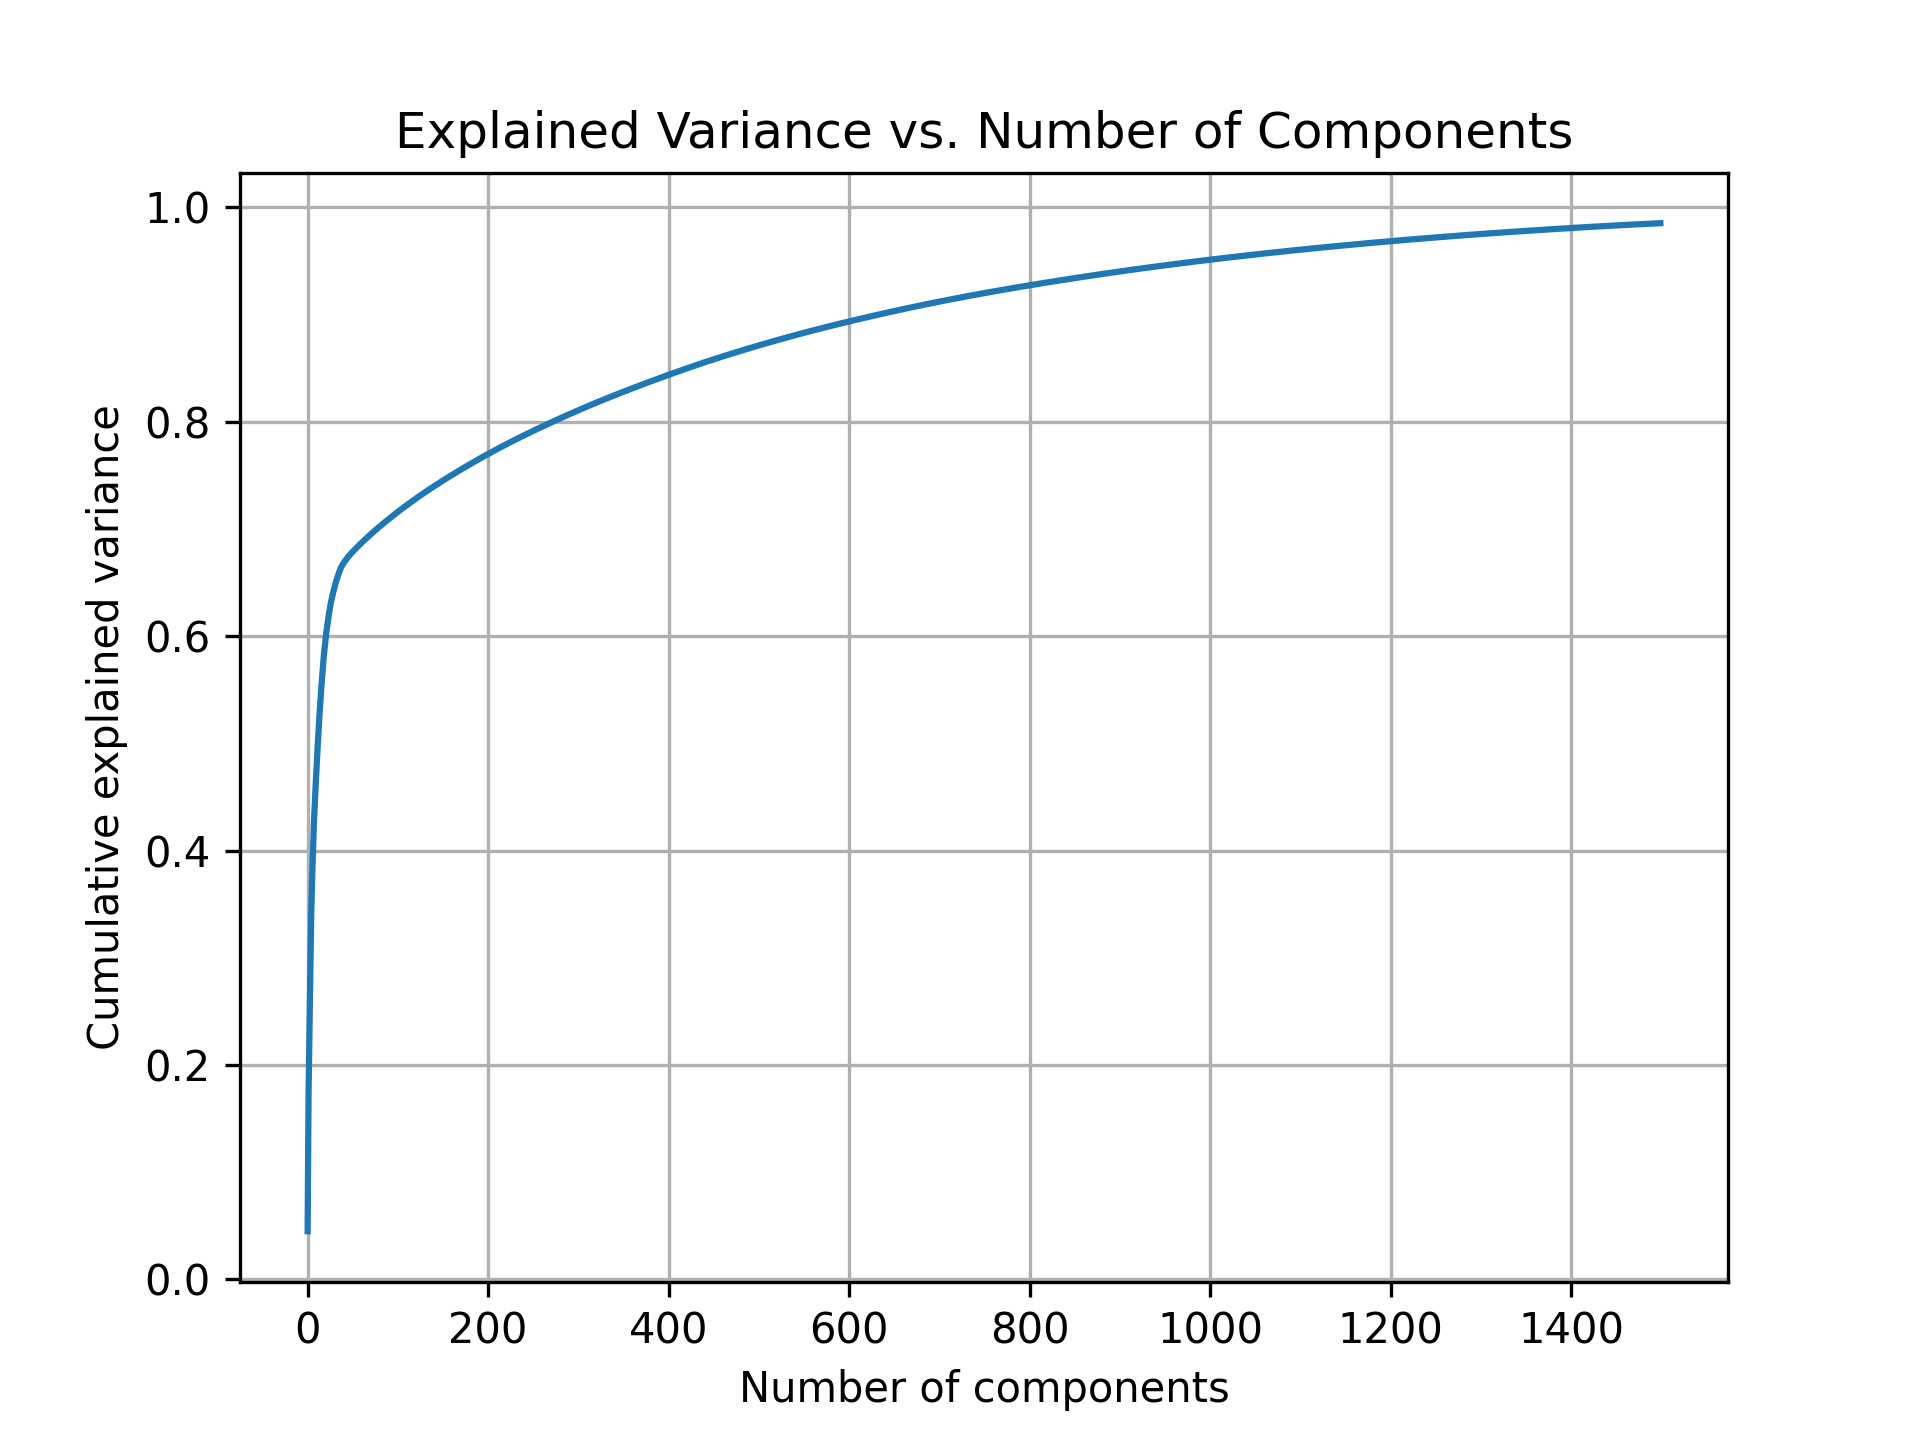 Explained Variance vs. Number of Components
1.0
0.8
0.6
0.4
0.2
0.0
Cumulative explained variance
0 200 400 600 800 1000 1200 1400
Number of components